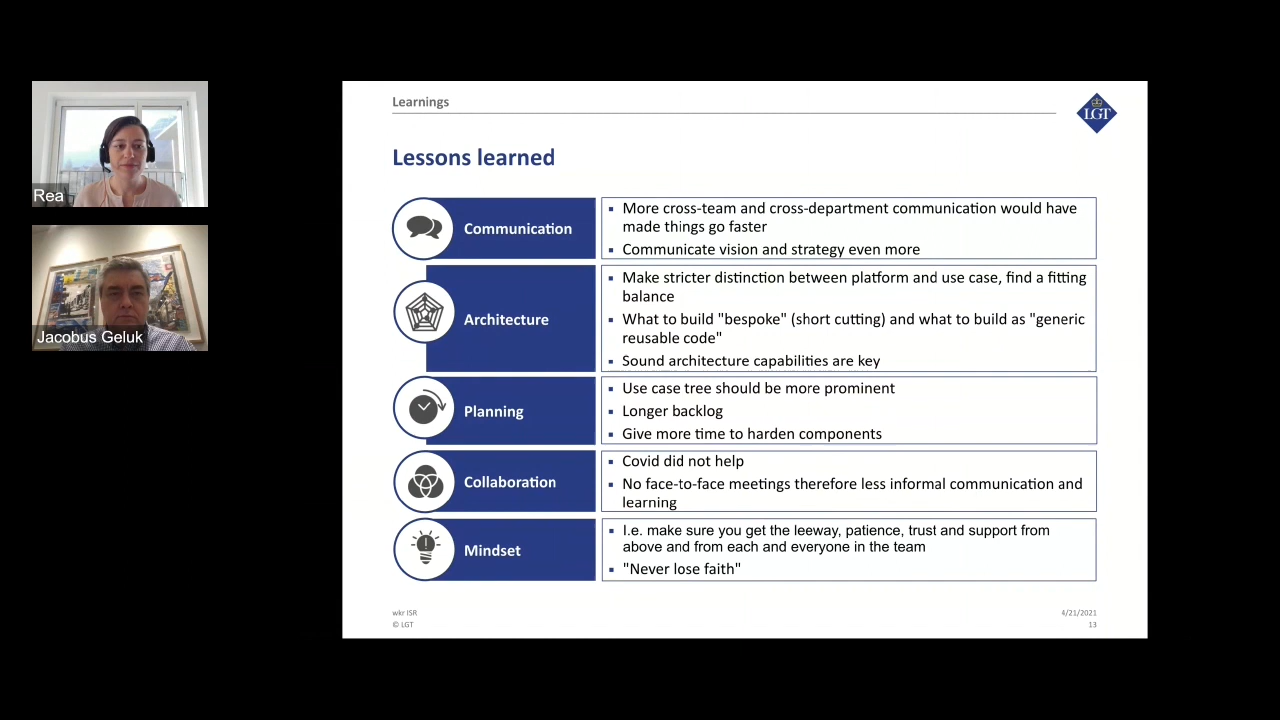 Rea
Jacobus Geluk
Learnings
LGT
Lessons learned
Communication
▪ More cross-team and cross-department communication would have
made things go faster
▪ Communicate vision and strategy even more
Architecture
▪ Make stricter distinction between platform and use case, find a fitting
balance
▪ What to build "bespoke" (short cutting) and what to build as "generic
reusable code"
▪ Sound architecture capabilities are key
Planning
▪ Use case tree should be more prominent
▪ Longer backlog
▪ Give more time to harden components
Collaboration
▪ Covid did not help
▪ No face-to-face meetings therefore less informal communication and
learning
Mindset
▪ I.e. make sure you get the leeway, patience, trust and support from
above and from each and everyone in the team
▪ "Never lose faith"
wkr ISR
© LGT
4/21/2021
13